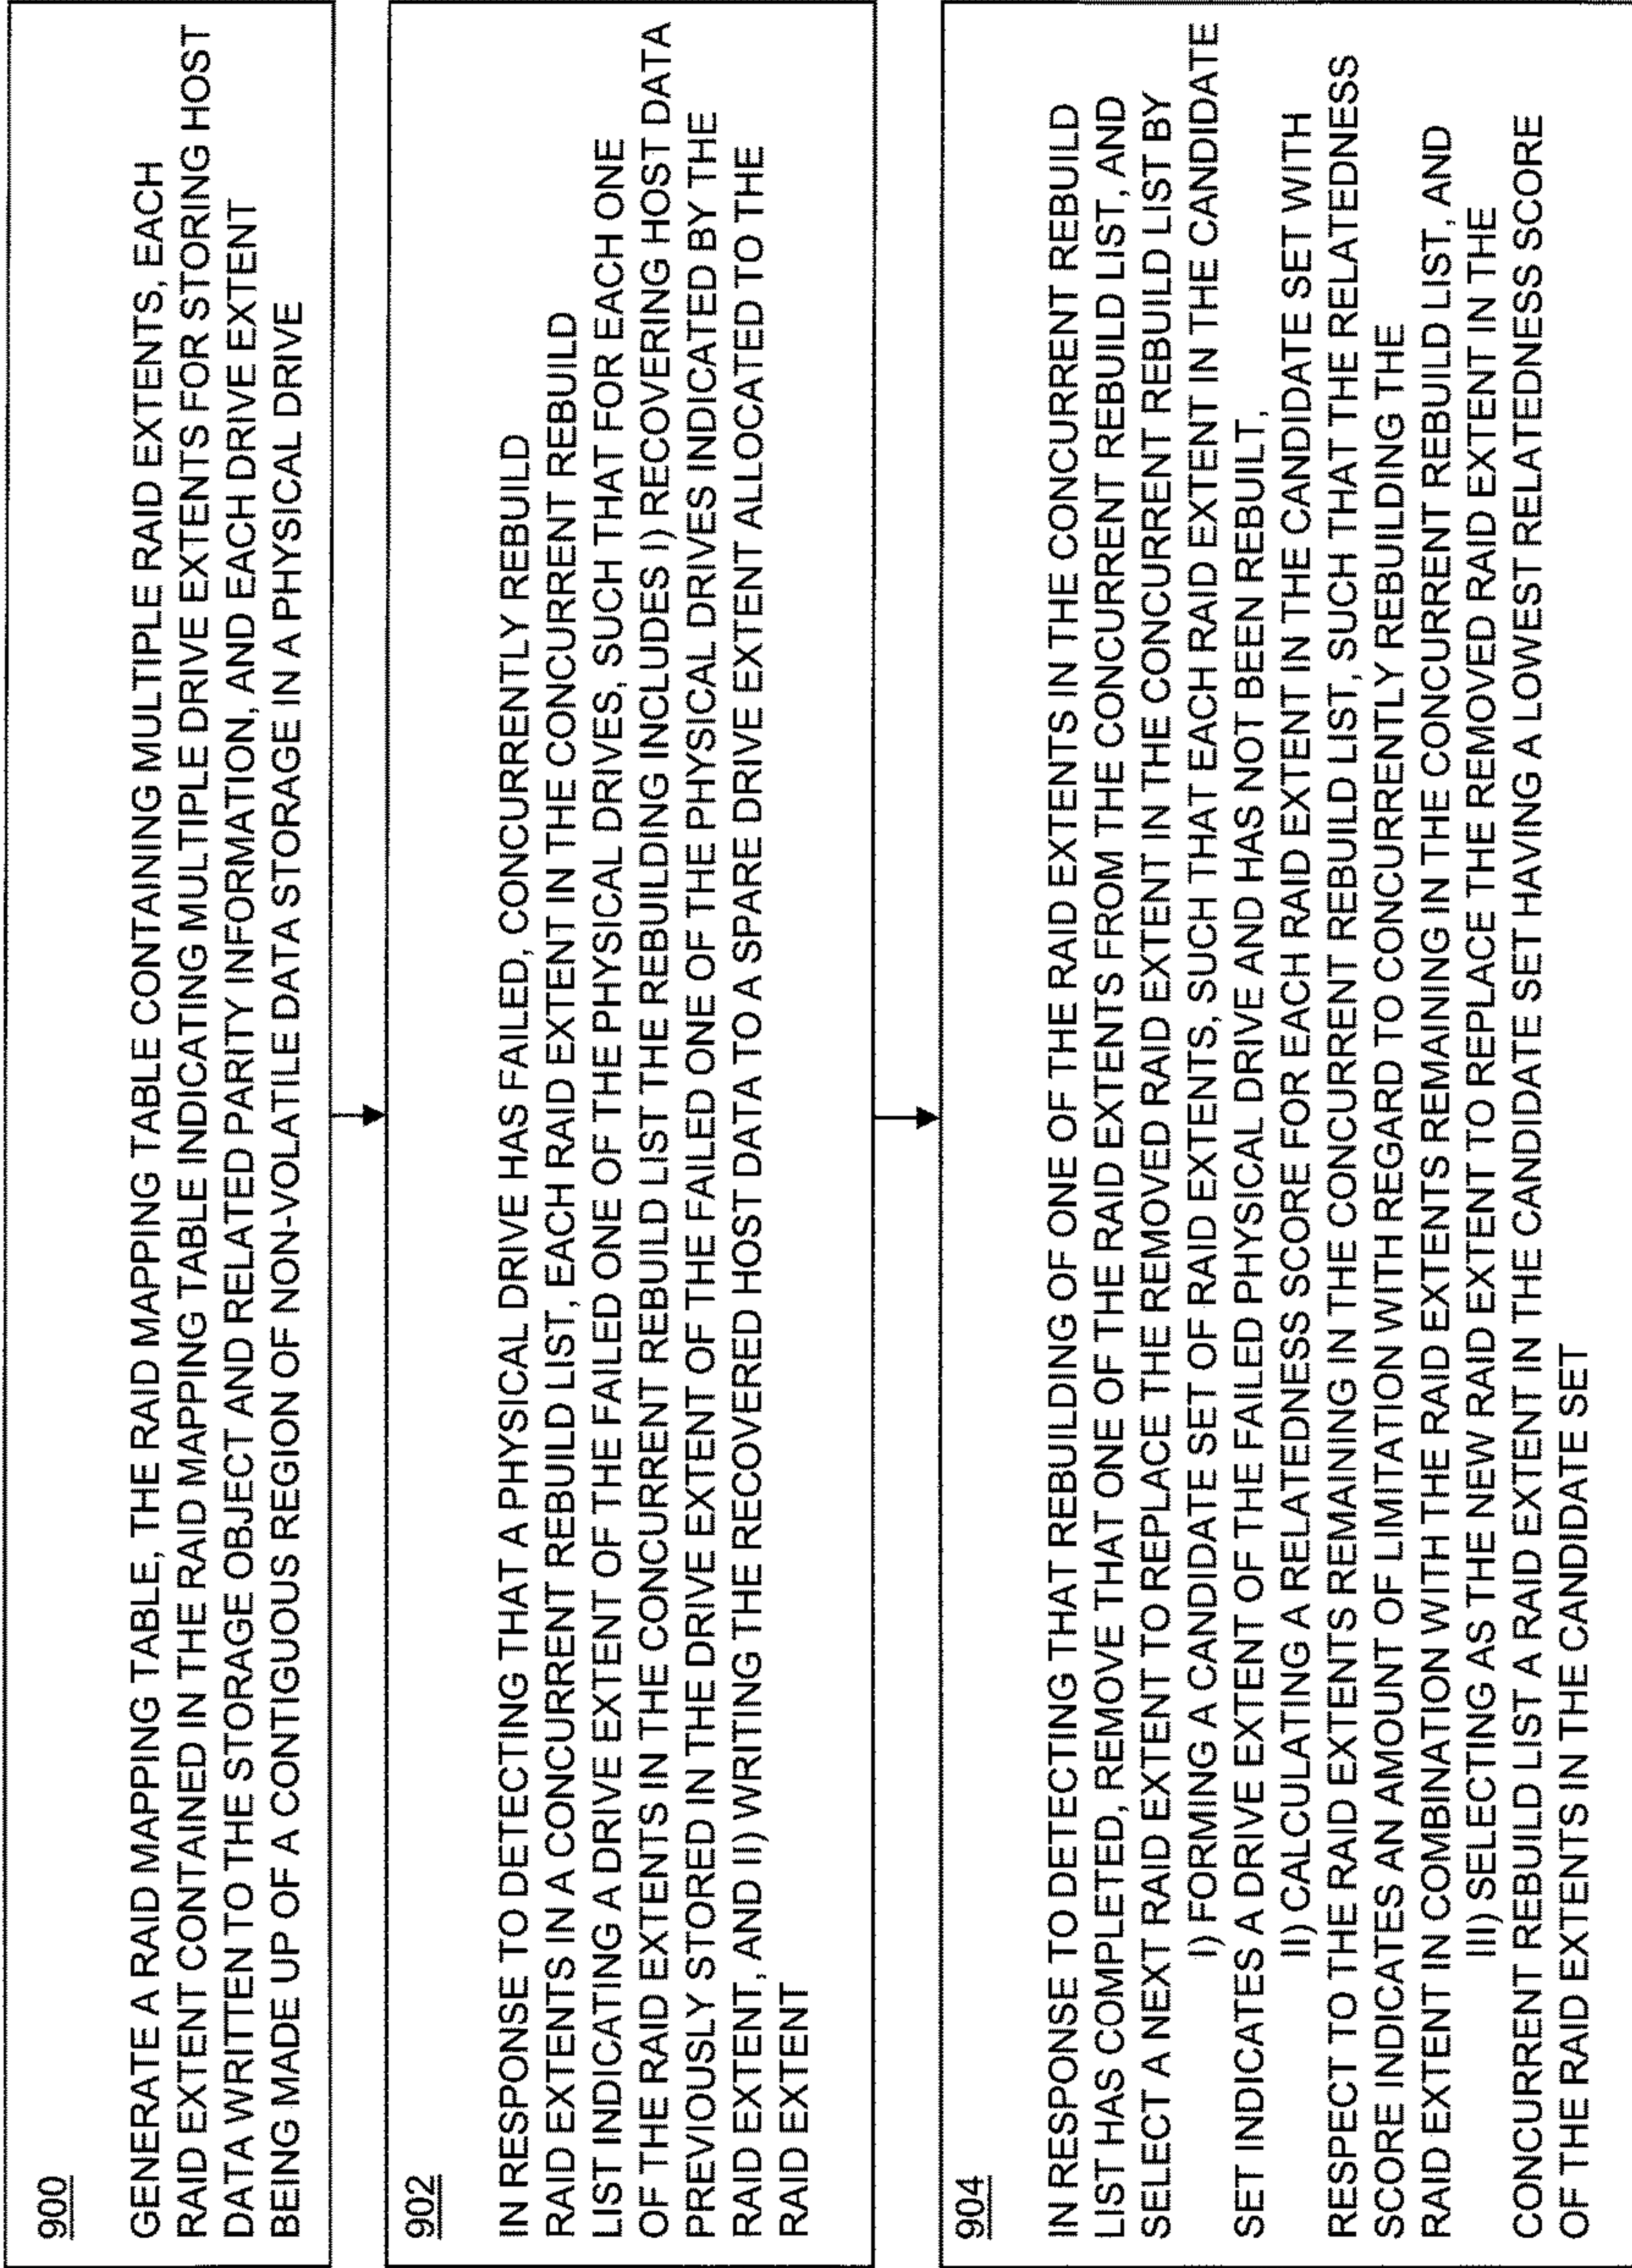 900
GENERATE A RAID MAPPING TABLE, THE RAID MAPPING TABLE CONTAINING MULTIPLE RAID EXTENTS, EACH
RAID EXTENT CONTAINED IN THE RAID MAPPING TABLE INDICATING MULTIPLE DRIVE EXTENTS FOR STORING HOST
DATA WRITTEN TO THE STORAGE OBJECT AND RELATED PARITY INFORMATION, AND EACH DRIVE EXTENT
BEING MADE UP OF A CONTIGUOUS REGION OF NON-VOLATILE DATA STORAGE IN A PHYSICAL DRIVE
902
IN RESPONSE TO DETECTING THAT A PHYSICAL DRIVE HAS FAILED, CONCURRENTLY REBUILD
RAID EXTENTS IN A CONCURRENT REBUILD LIST, EACH RAID EXTENT IN THE CONCURRENT REBUILD
LIST INDICATING A DRIVE EXTENT OF THE FAILED ONE OF THE PHYSICAL DRIVES, SUCH THAT FOR EACH ONE
OF THE RAID EXTENTS IN THE CONCURRENT REBUILD LIST THE REBUILDING INCLUDES I) RECOVERING HOST DATA
PREVIOUSLY STORED IN THE DRIVE EXTENT OF THE FAILED ONE OF THE PHYSICAL DRIVES INDICATED BY THE
RAID EXTENT, AND II) WRITING THE RECOVERED HOST DATA TO A SPARE DRIVE EXTENT ALLOCATED TO THE
RAID EXTENT
904
IN RESPONSE TO DETECTING THAT REBUILDING OF ONE OF THE RAID EXTENTS IN THE CONCURRENT REBUILD
LIST HAS COMPLETED, REMOVE THAT ONE OF THE RAID EXTENTS FROM THE CONCURRENT REBUILD LIST, AND
SELECT A NEXT RAID EXTENT TO REPLACE THE REMOVED RAID EXTENT IN THE CONCURRENT REBUILD LIST BY
I) FORMING A CANDIDATE SET OF RAID EXTENTS, SUCH THAT EACH RAID EXTENT IN THE CANDIDATE
SET INDICATES A DRIVE EXTENT OF THE FAILED PHYSICAL DRIVE AND HAS NOT BEEN REBUILT,
II) CALCULATING A RELATEDNESS SCORE FOR EACH RAID EXTENT IN THE CANDIDATE SET WITH
RESPECT TO THE RAID EXTENTS REMAINING IN THE CONCURRENT REBUILD LIST, SUCH THAT THE RELATEDNESS
SCORE INDICATES AN AMOUNT OF LIMITATION WITH REGARD TO CONCURRENTLY REBUILDING THE
RAID EXTENT IN COMBINATION WITH THE RAID EXTENTS REMAINING IN THE CONCURRENT REBUILD LIST, AND
III) SELECTING AS THE NEW RAID EXTENT TO REPLACE THE REMOVED RAID EXTENT IN THE
CONCURRENT REBUILD LIST A RAID EXTENT IN THE CANDIDATE SET HAVING A LOWEST RELATEDNESS SCORE
OF THE RAID EXTENTS IN THE CANDIDATE SET